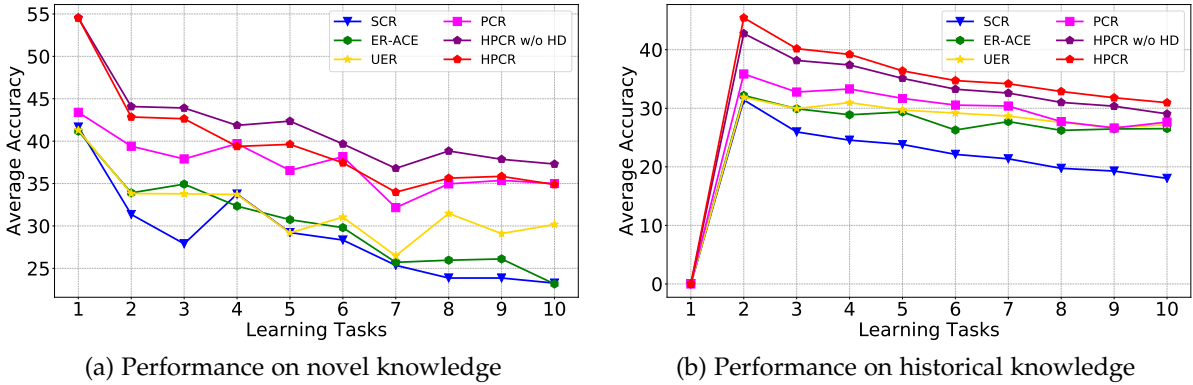 55
50
45
40
35
30
25
Average Accuracy
SCR
ER-ACE
UER
PCR
HPCR w/o HD
HPCR
1 2 3 4 5 6 7 8 9 10
Learning Tasks
(a) Performance on novel knowledge
40
30
20
10
0
Average Accuracy
SCR
ER-ACE
UER
PCR
HPCR w/o HD
HPCR
1 2 3 4 5 6 7 8 9 10
Learning Tasks
(b) Performance on historical knowledge